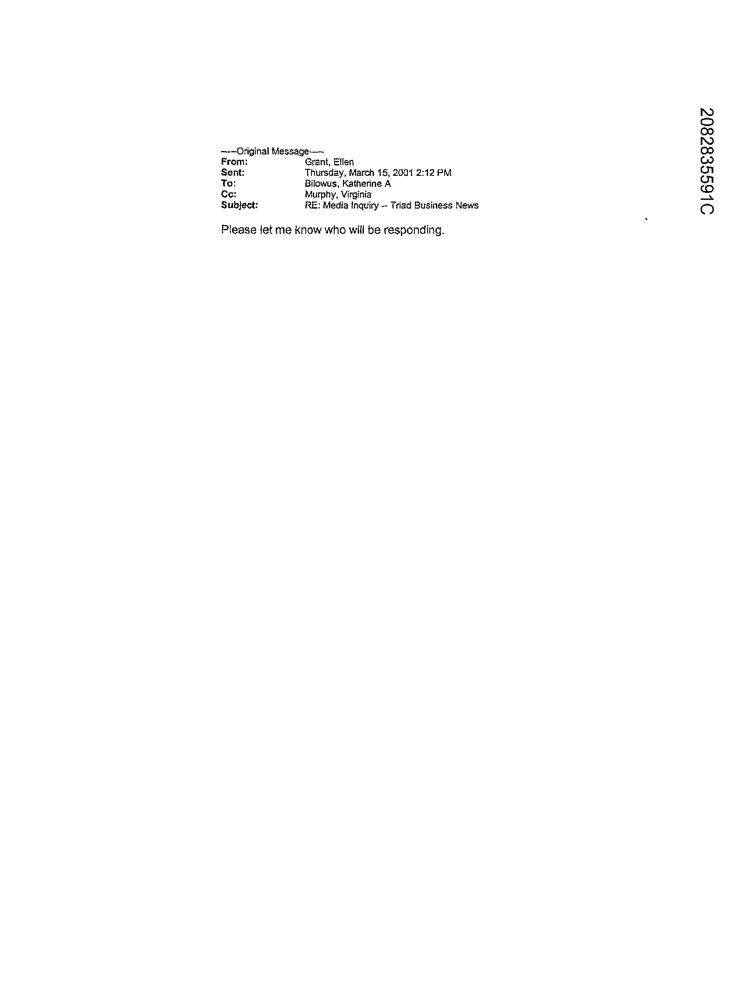 -----Original Message-----
From: Grant, Ellen
Sent: Thursday, March 15, 2001 2:12 PM
To: Bilowus, Katherine A
Cc: Murphy, Virginia
Subject: RE: Media Inquiry -- Triad Business News
Please let me know who will be responding.
2082835591C